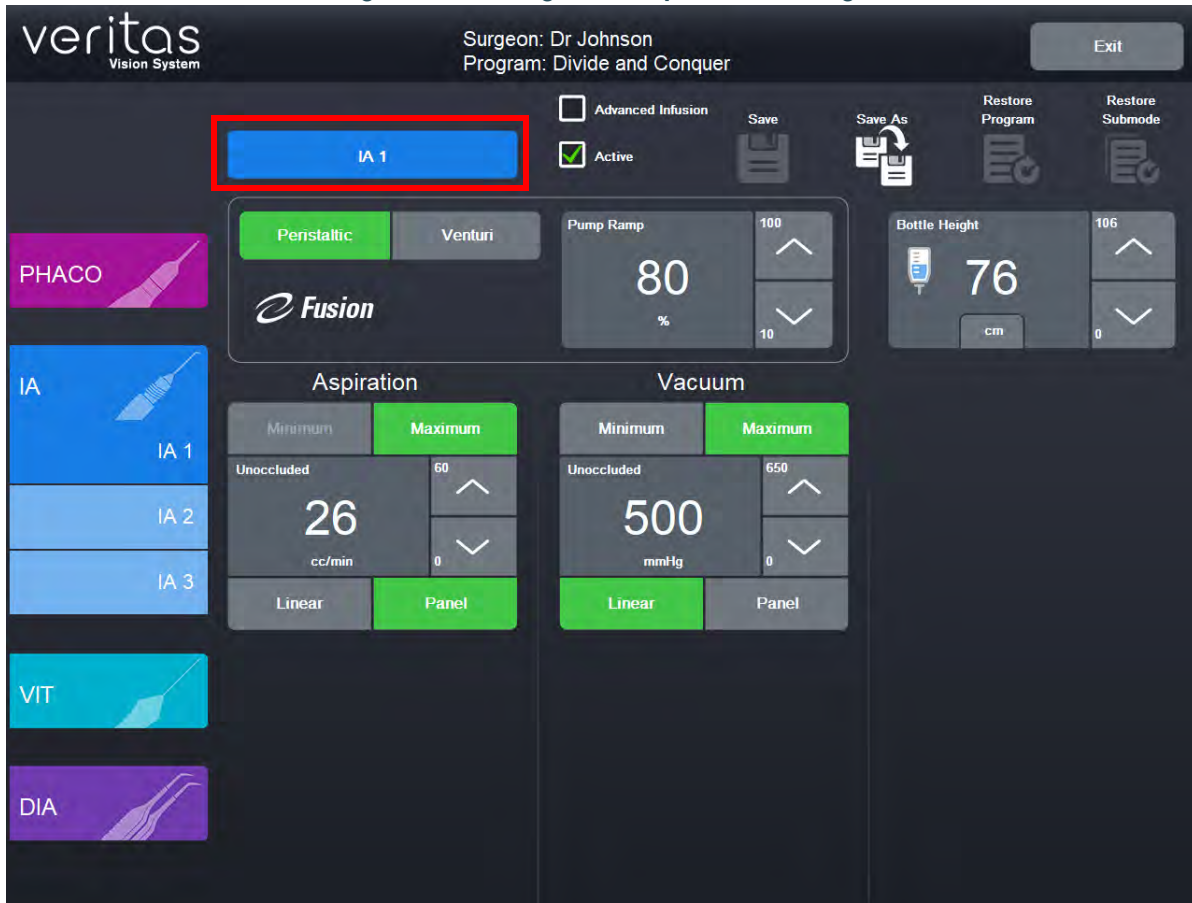 veritas
Vision System
Surgeon: Dr Johnson
Program: Divide and Conquer
Exit
IA 1
Advanced Infusion
Active
Save
Save As
Restore
Program
Restore
Submode
PHACO
Peristaltic
Venturi
Fusion
Pump Ramp
80
%
100
10
Bottle Height
76
cm
106
0
IA
IA 1
IA 2
IA 3
Aspiration
Minimum
Maximum
Unoccluded
26
cc/min
60
0
Linear
Panel
Vacuum
Minimum
Maximum
Unoccluded
500
mmHg
650
0
Linear
Panel
VIT
DIA